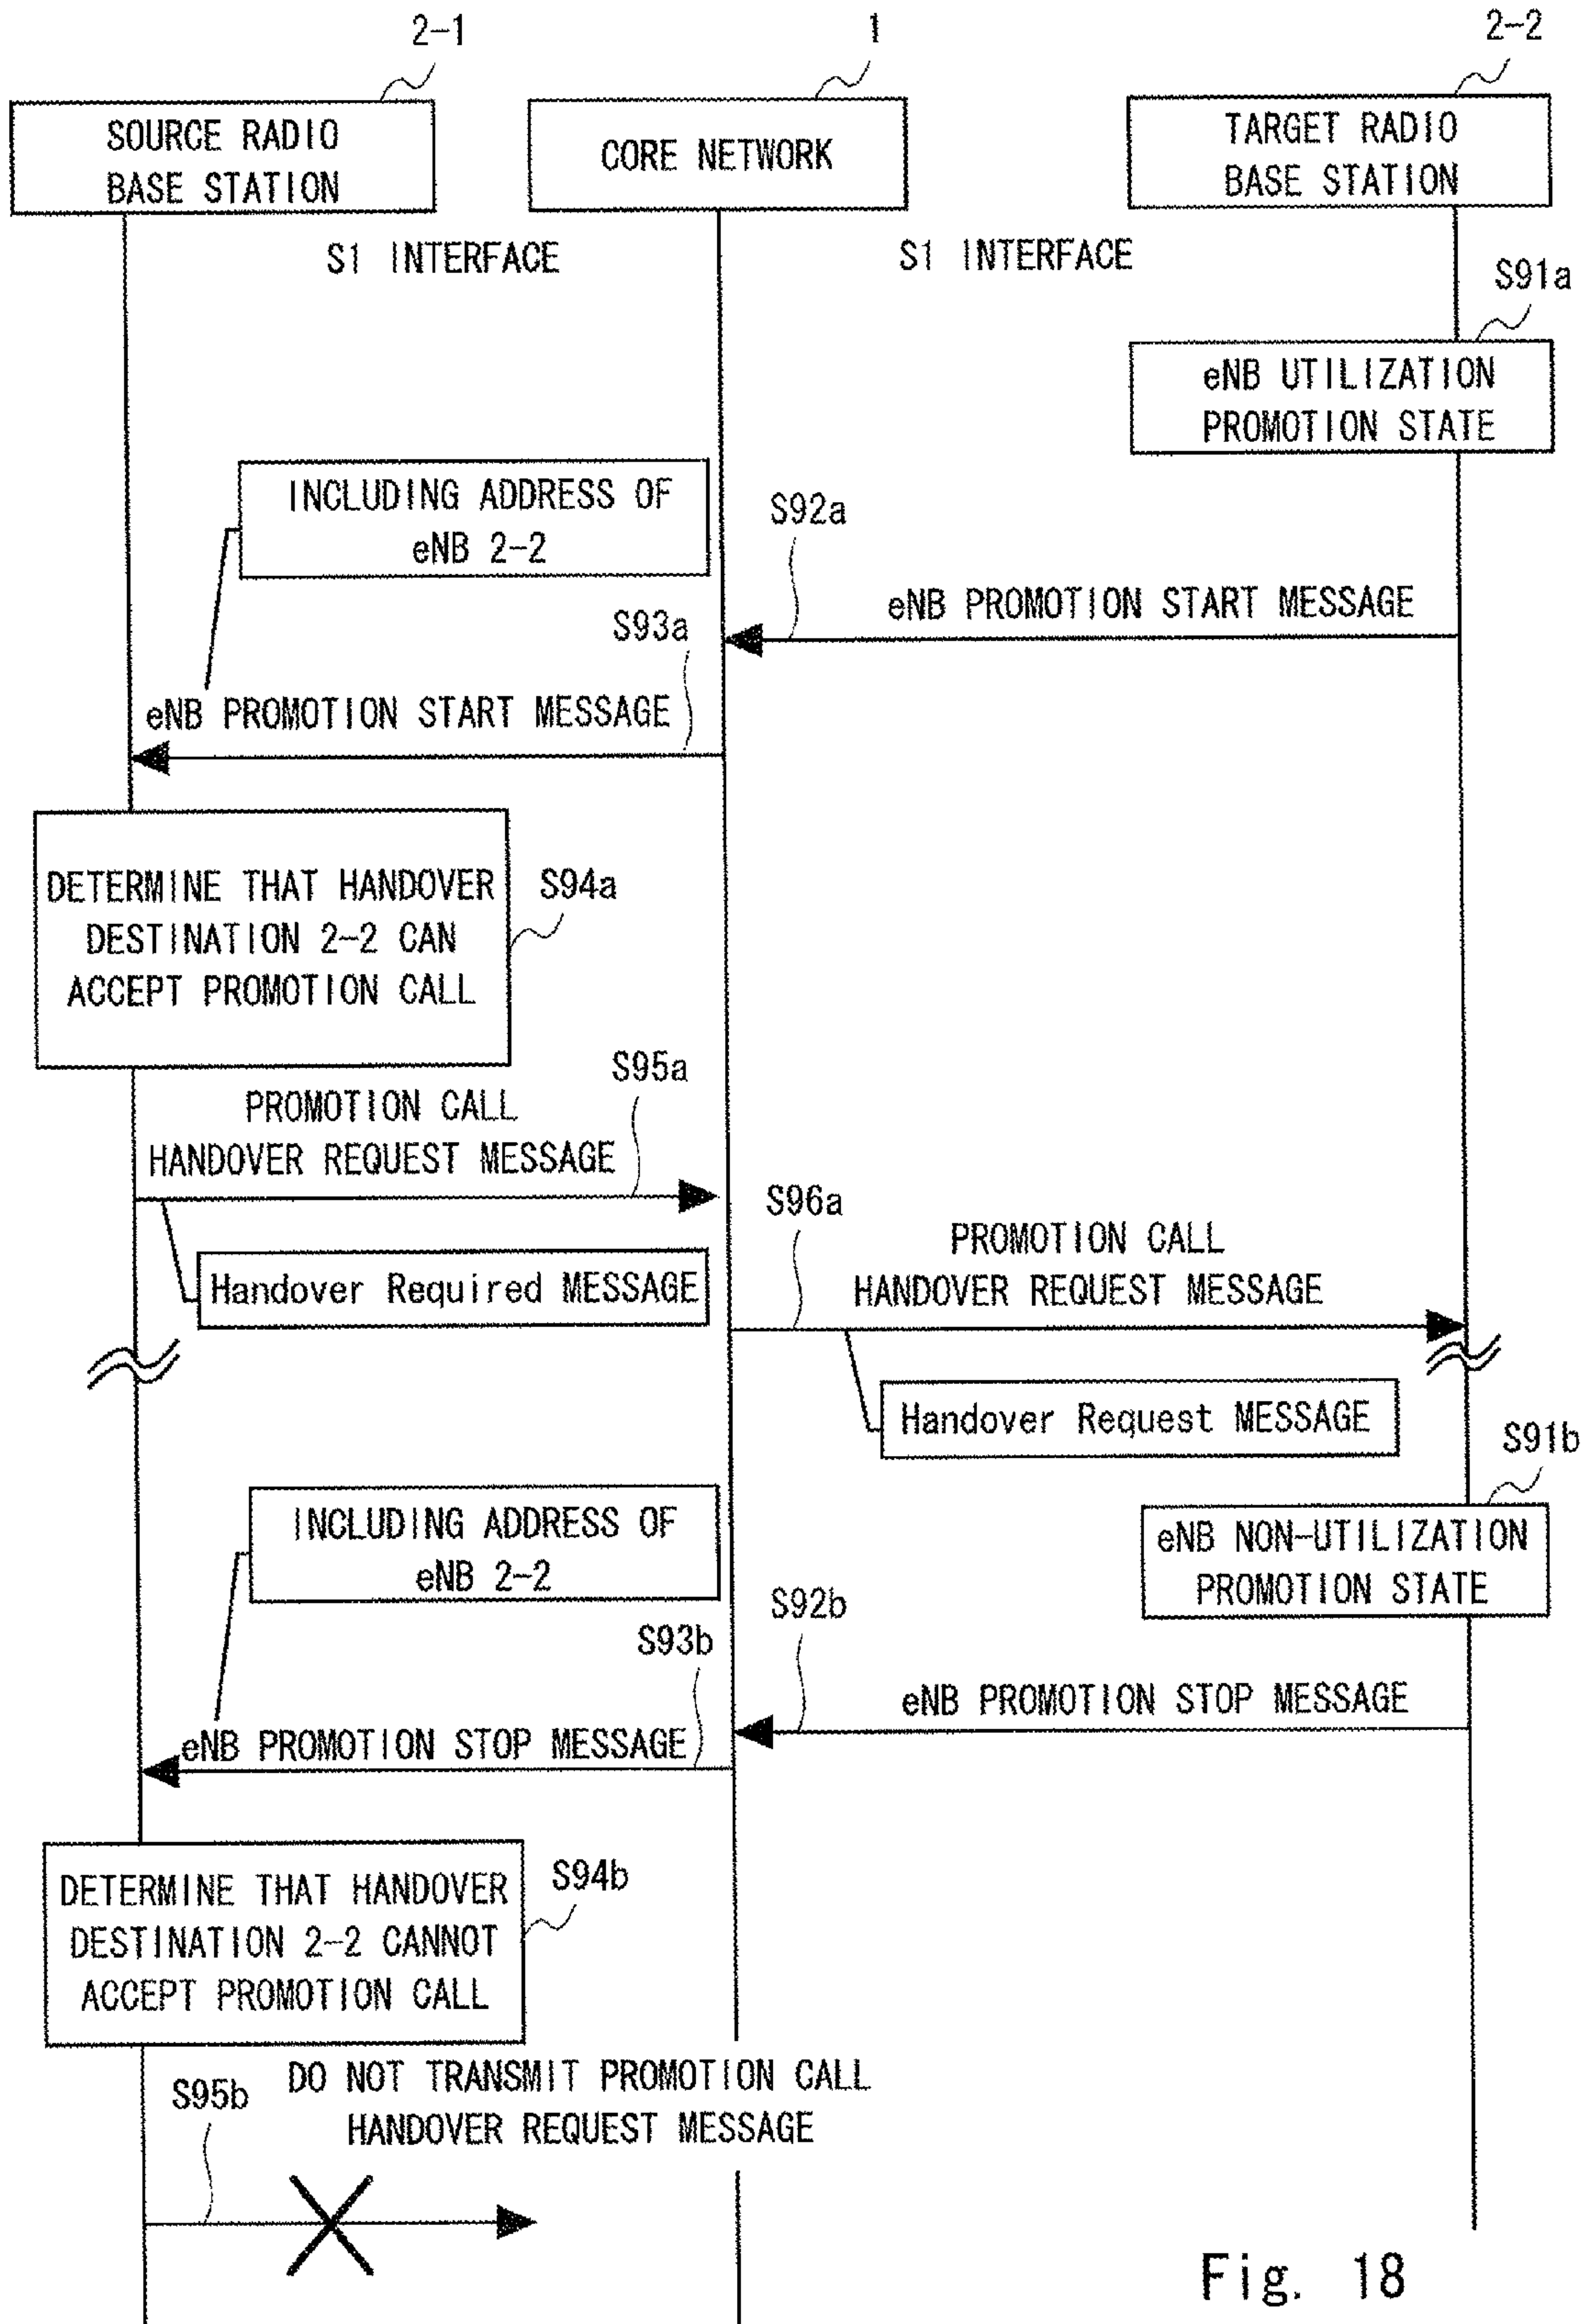 2-1
1
2-2
SOURCE RADIO
BASE STATION
CORE NETWORK
TARGET RADIO
BASE STATION
S1 INTERFACE
S1 INTERFACE
S91a
eNB UTILIZATION
PROMOTION STATE
INCLUDING ADDRESS OF
eNB 2-2
S92a
eNB PROMOTION START MESSAGE
S93a
eNB PROMOTION START MESSAGE
DETERMINE THAT HANDOVER
DESTINATION 2-2 CAN
ACCEPT PROMOTION CALL
S94a
S95a
PROMOTION CALL
HANDOVER REQUEST MESSAGE
Handover Required MESSAGE
S96a
PROMOTION CALL
HANDOVER REQUEST MESSAGE
Handover Request MESSAGE
S91b
eNB NON-UTILIZATION
PROMOTION STATE
INCLUDING ADDRESS OF
eNB 2-2
S92b
eNB PROMOTION STOP MESSAGE
S93b
eNB PROMOTION STOP MESSAGE
DETERMINE THAT HANDOVER
DESTINATION 2-2 CANNOT
ACCEPT PROMOTION CALL
S94b
S95b
DO NOT TRANSMIT PROMOTION CALL
HANDOVER REQUEST MESSAGE
Fig. 18